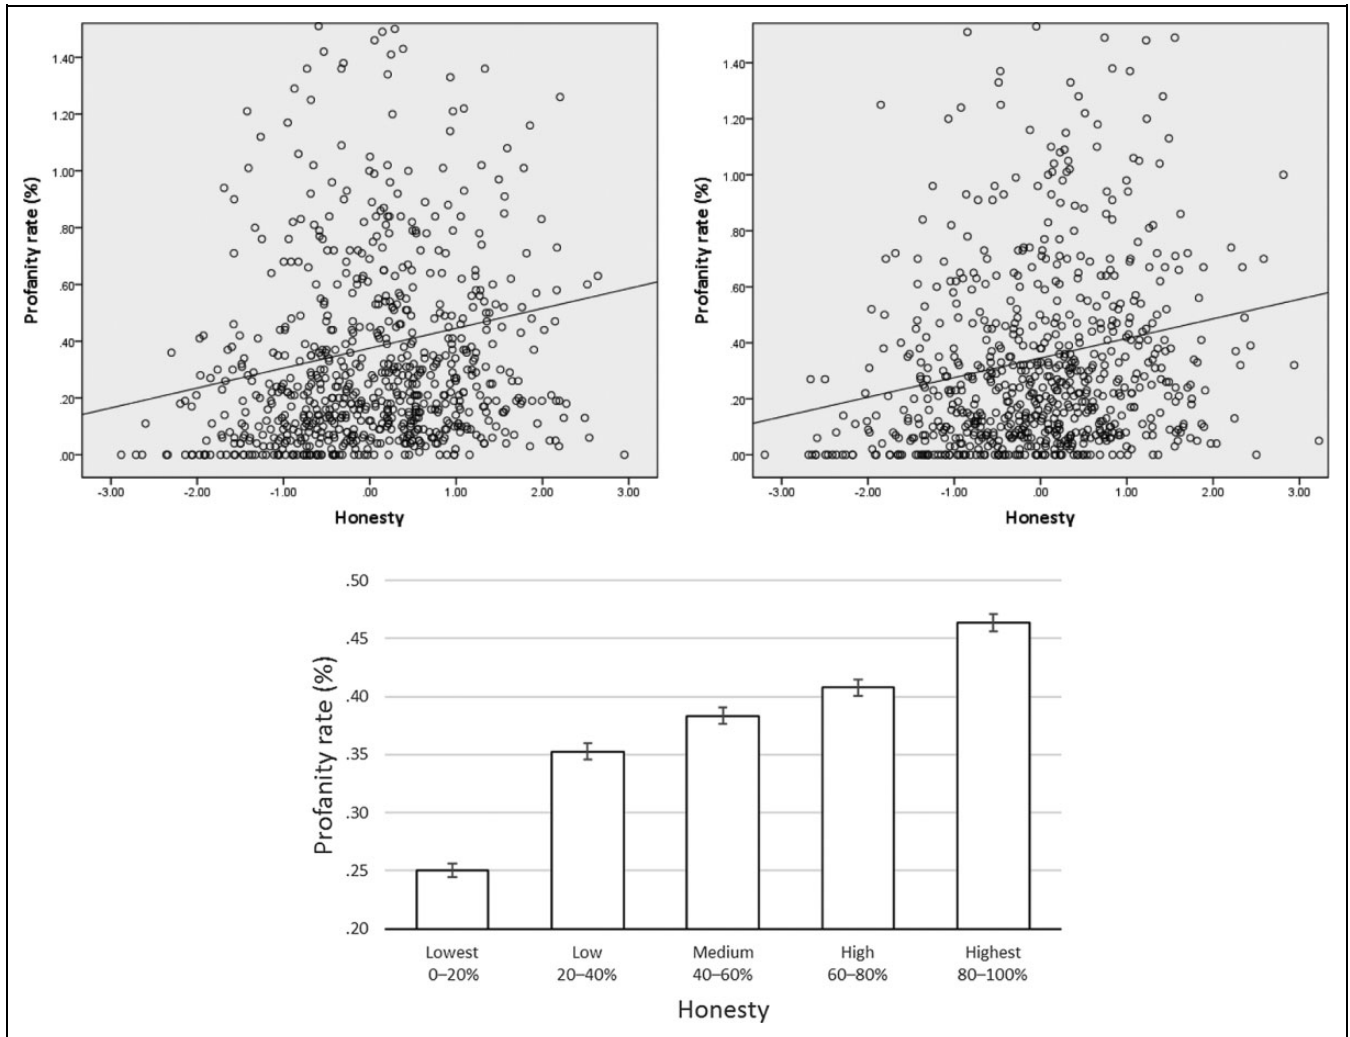 1.40
1.20
1.00
.80
.60
.40
.20
.00
Profanity rate (%)
-3.00 -2.00 -1.00 .00 1.00 2.00 3.00
Honesty
1.40
1.20
1.00
.80
.60
.40
.20
.00
Profanity rate (%)
-3.00 -2.00 -1.00 .00 1.00 2.00 3.00
Honesty
.50
.45
.40
.35
.30
.25
.20
Profanity rate (%)
Lowest Low Medium High Highest
0–20% 20–40% 40–60% 60–80% 80–100%
Honesty